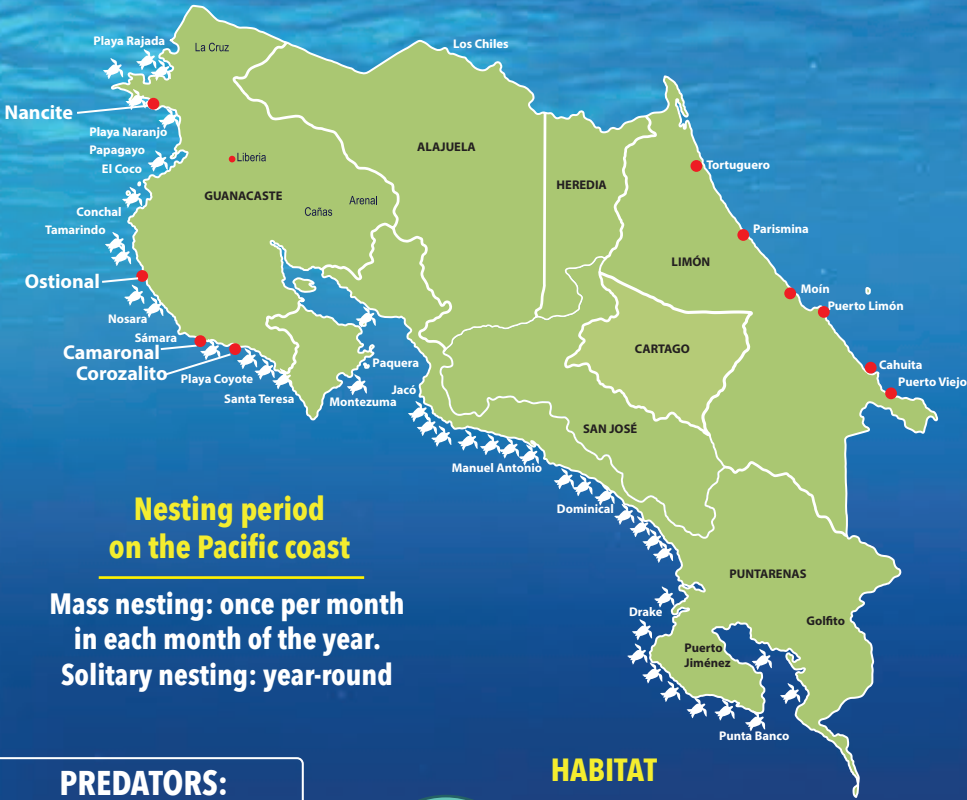 Playa Rajada
La Cruz
Los Chiles
Nancite
Playa Naranjo
Papagayo
El Coco
Liberia
ALAJUELA
HEREDIA
Tortuguero
GUANACASTE
Cañas
Arenal
Conchal
Tamarindo
Parismina
LIMÓN
Ostional
Moín
Puerto Limón
Nosara
Sámara
Camaronal
Corozalito
CARTAGO
Paquera
Cahuita
Playa Coyote
Puerto Viejo
Santa Teresa
Montezuma
Jacó
SAN JOSÉ
Manuel Antonio
Dominical
Nesting period
on the Pacific coast
Mass nesting: once per month
in each month of the year.
Solitary nesting: year-round
PUNTARENAS
Drake
Golfito
Puerto
Jiménez
Punta Banco
PREDATORS:
HABITAT